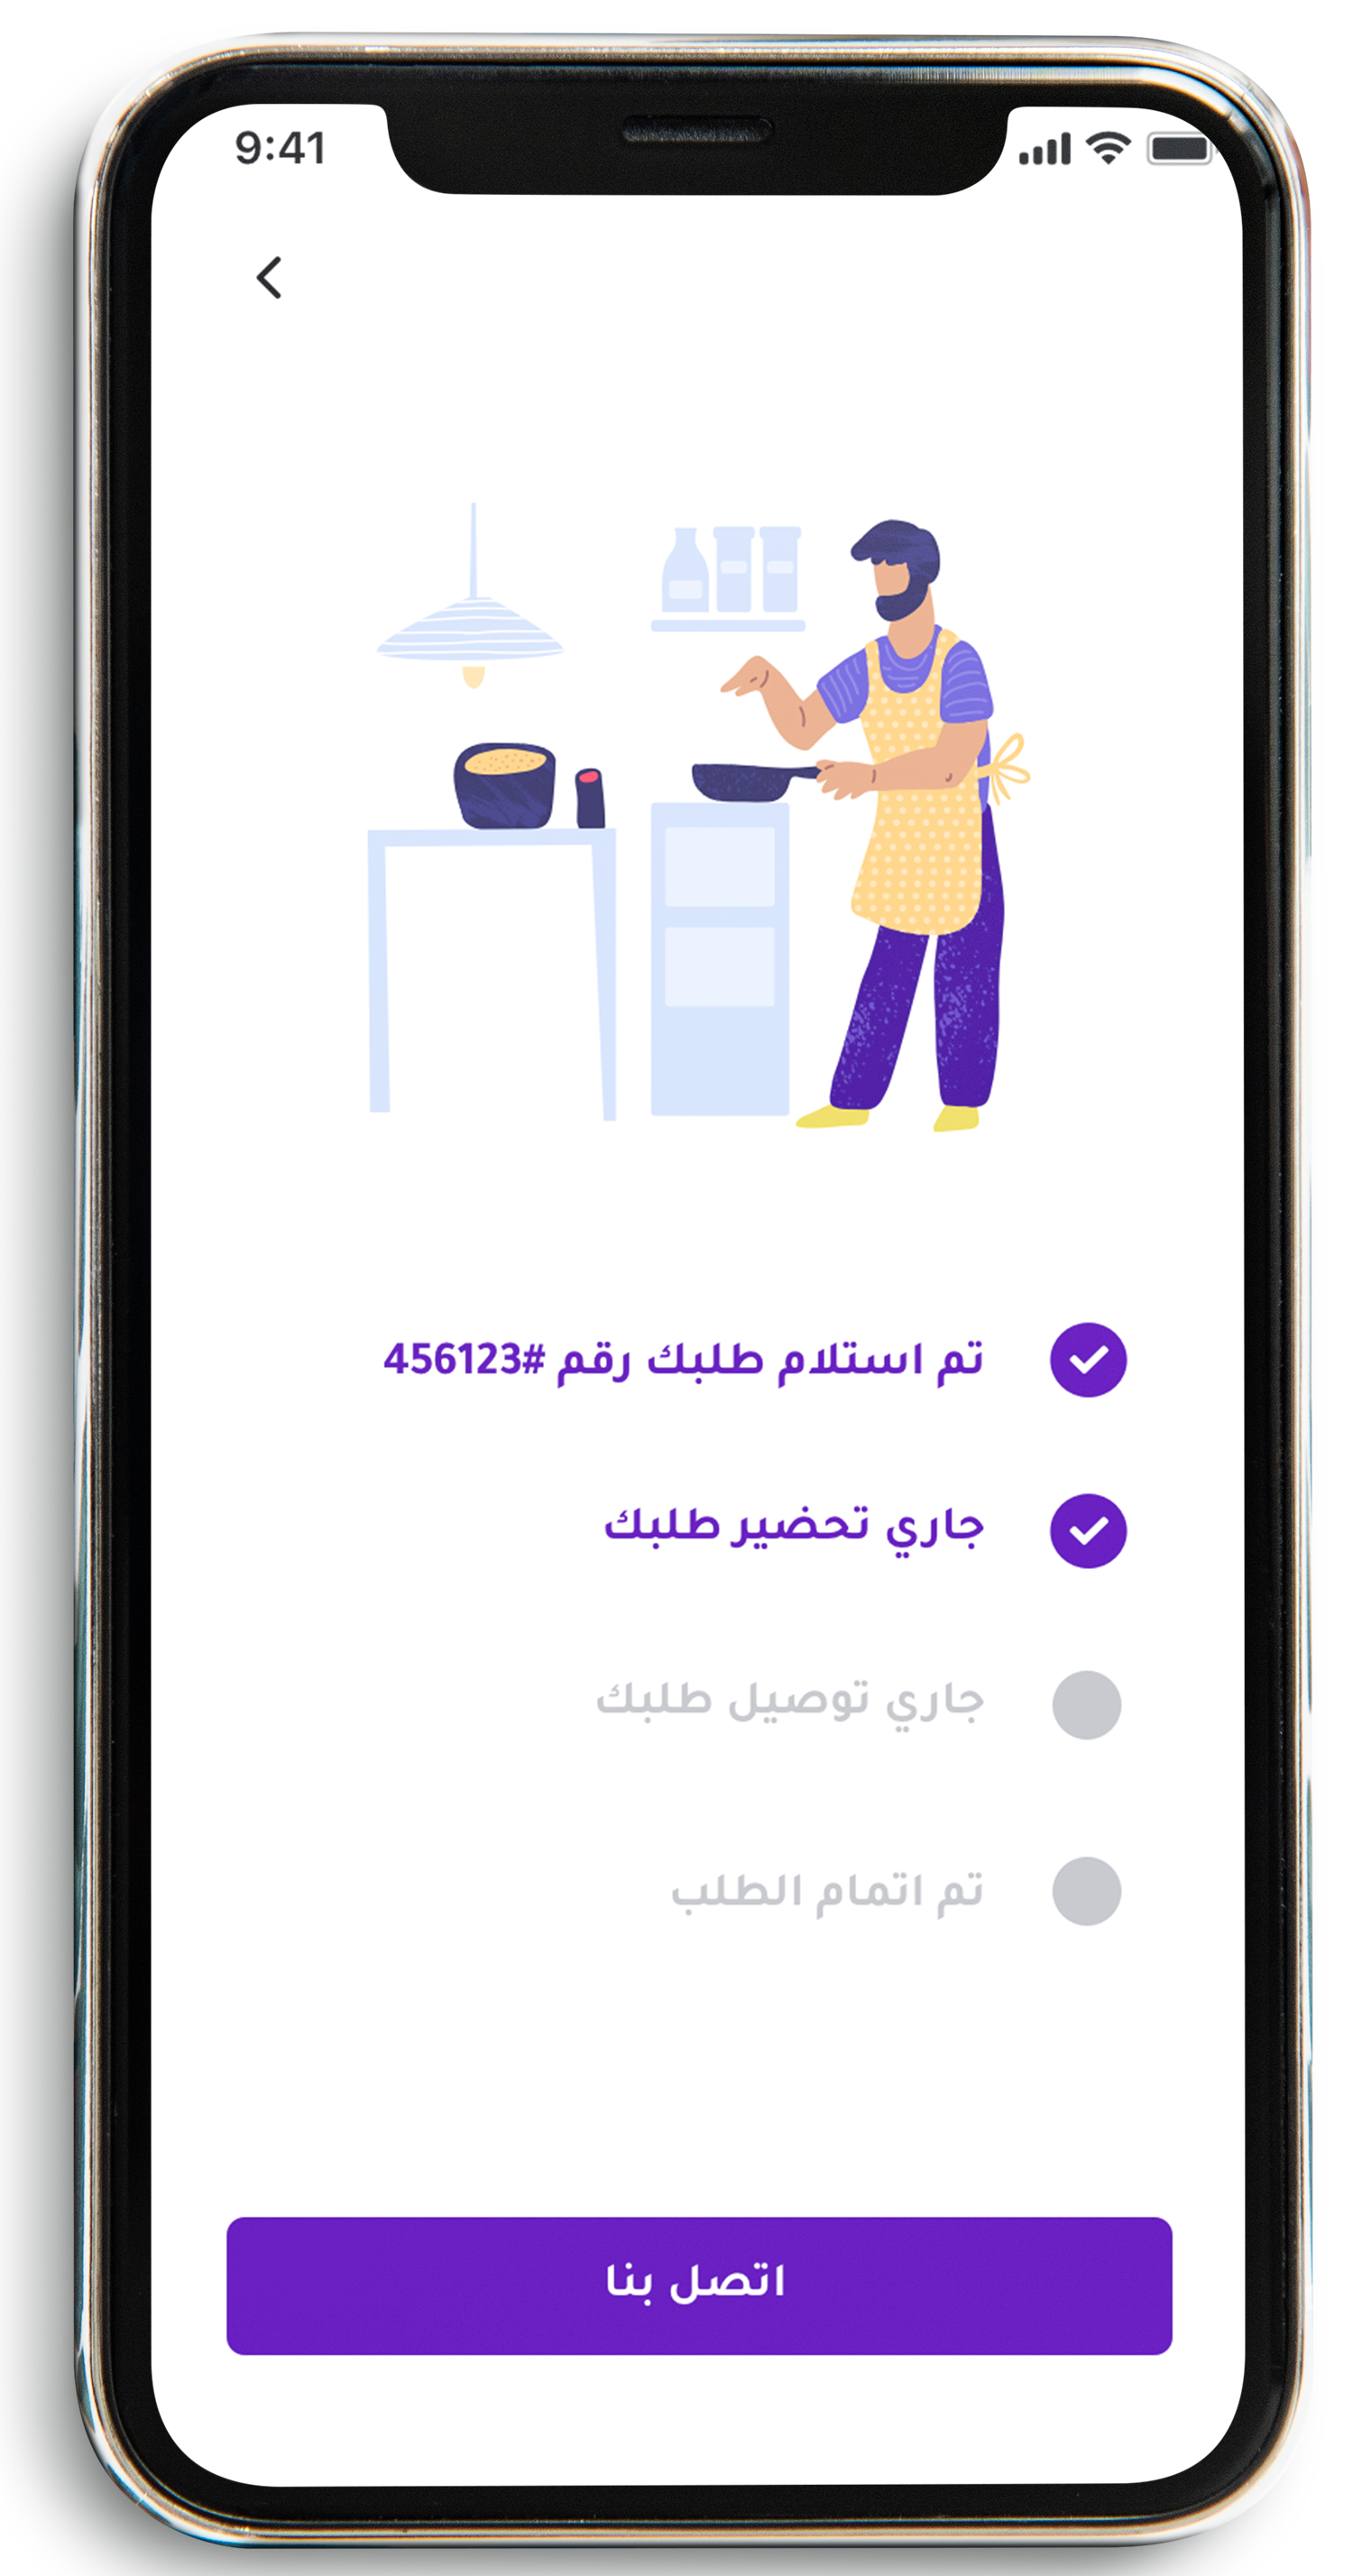 9:41
تم استلام طلبك رقم #456123
جاري تحضير طلبك
جاري توصيل طلبك
تم اتمام الطلب
اتصل بنا